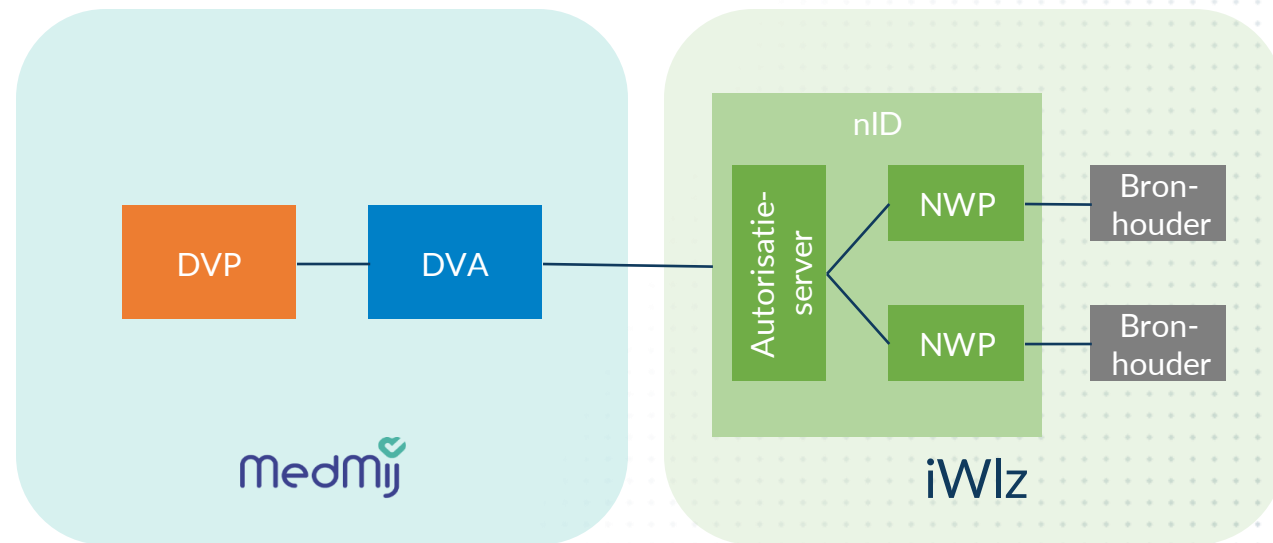 nID
DVP
DVA
Autorisatie-
server
NWP
Bron-
houder
NWP
Bron-
houder
MedMij
iWlz